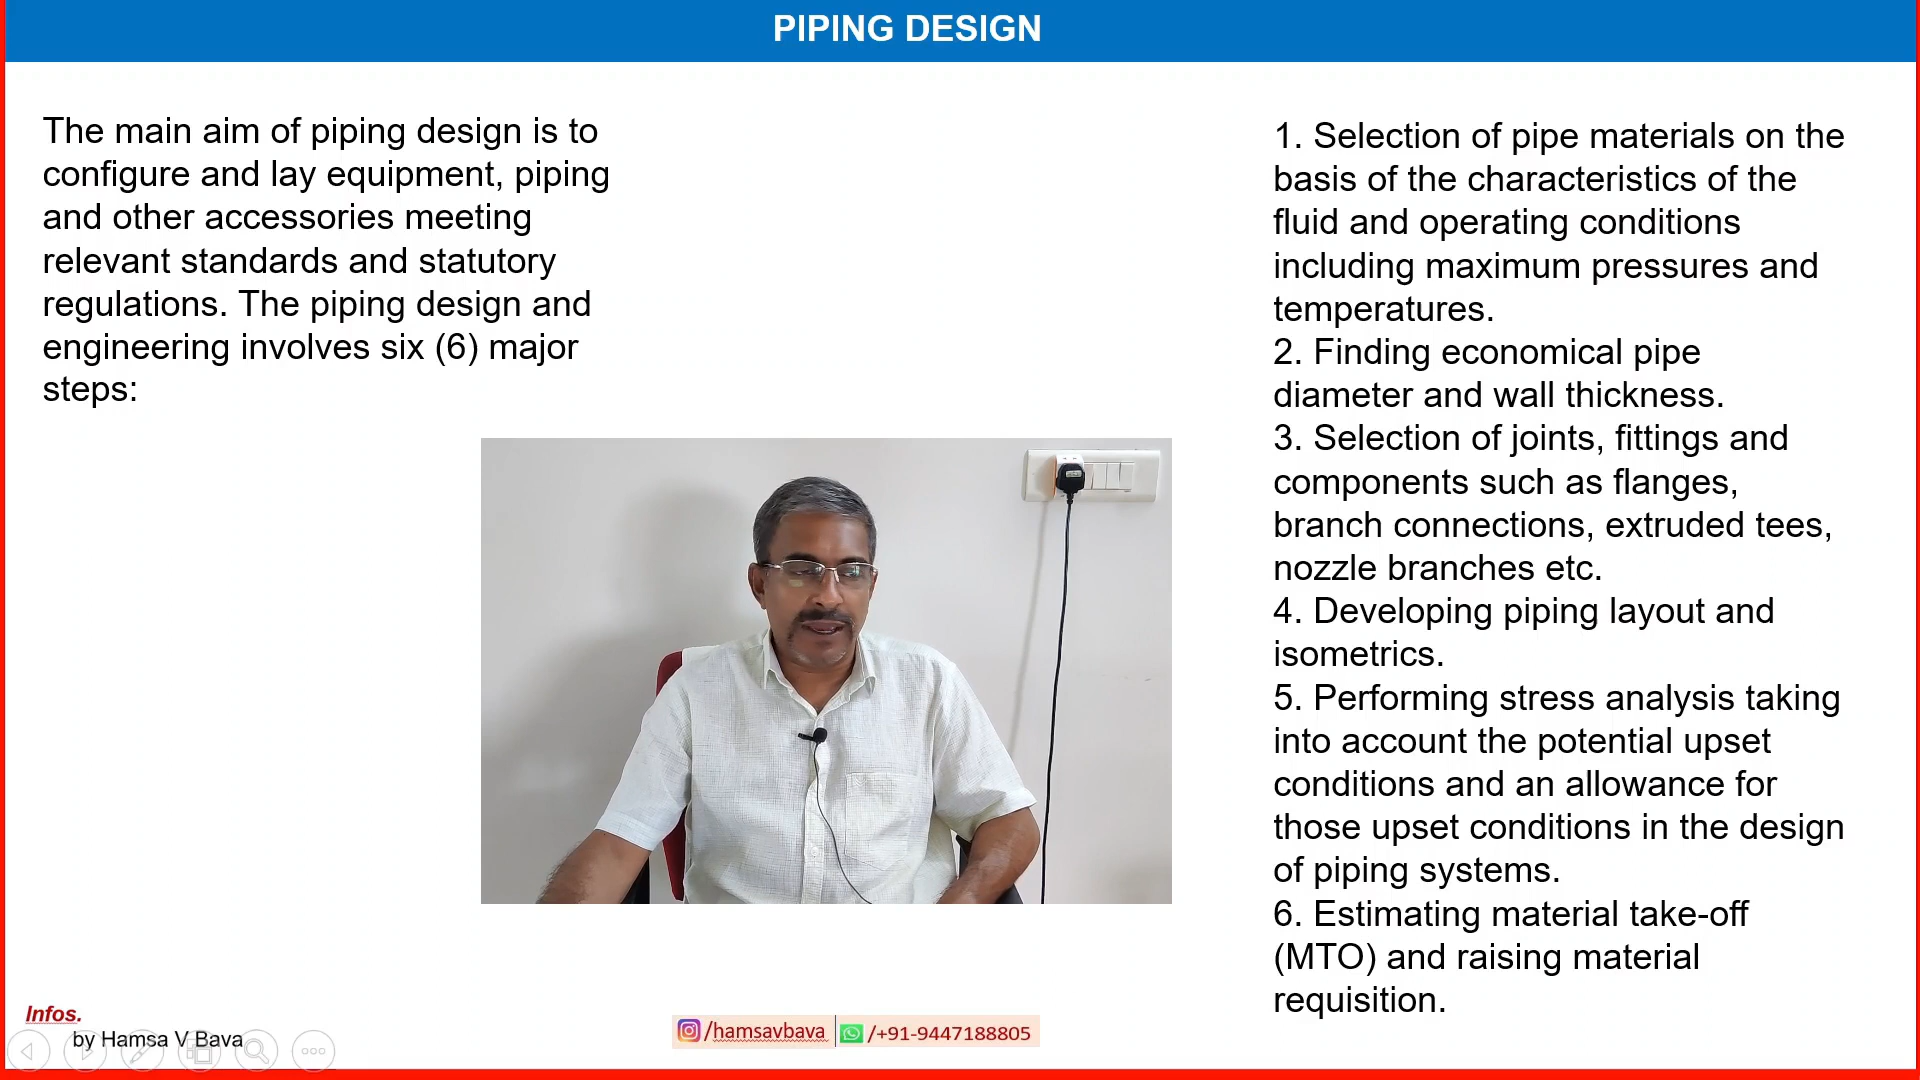 PIPING DESIGN
The main aim of piping design is to
configure and lay equipment, piping
and other accessories meeting
relevant standards and statutory
regulations. The piping design and
engineering involves six (6) major
steps:
1. Selection of pipe materials on the
basis of the characteristics of the
fluid and operating conditions
including maximum pressures and
temperatures.
2. Finding economical pipe
diameter and wall thickness.
3. Selection of joints, fittings and
components such as flanges,
branch connections, extruded tees,
nozzle branches etc.
4. Developing piping layout and
isometrics.
5. Performing stress analysis taking
into account the potential upset
conditions and an allowance for
those upset conditions in the design
of piping systems.
6. Estimating material take-off
(MTO) and raising material
requisition.
Infos.
by Hamsa V Bava
/hamsavbava /+91-9447188805